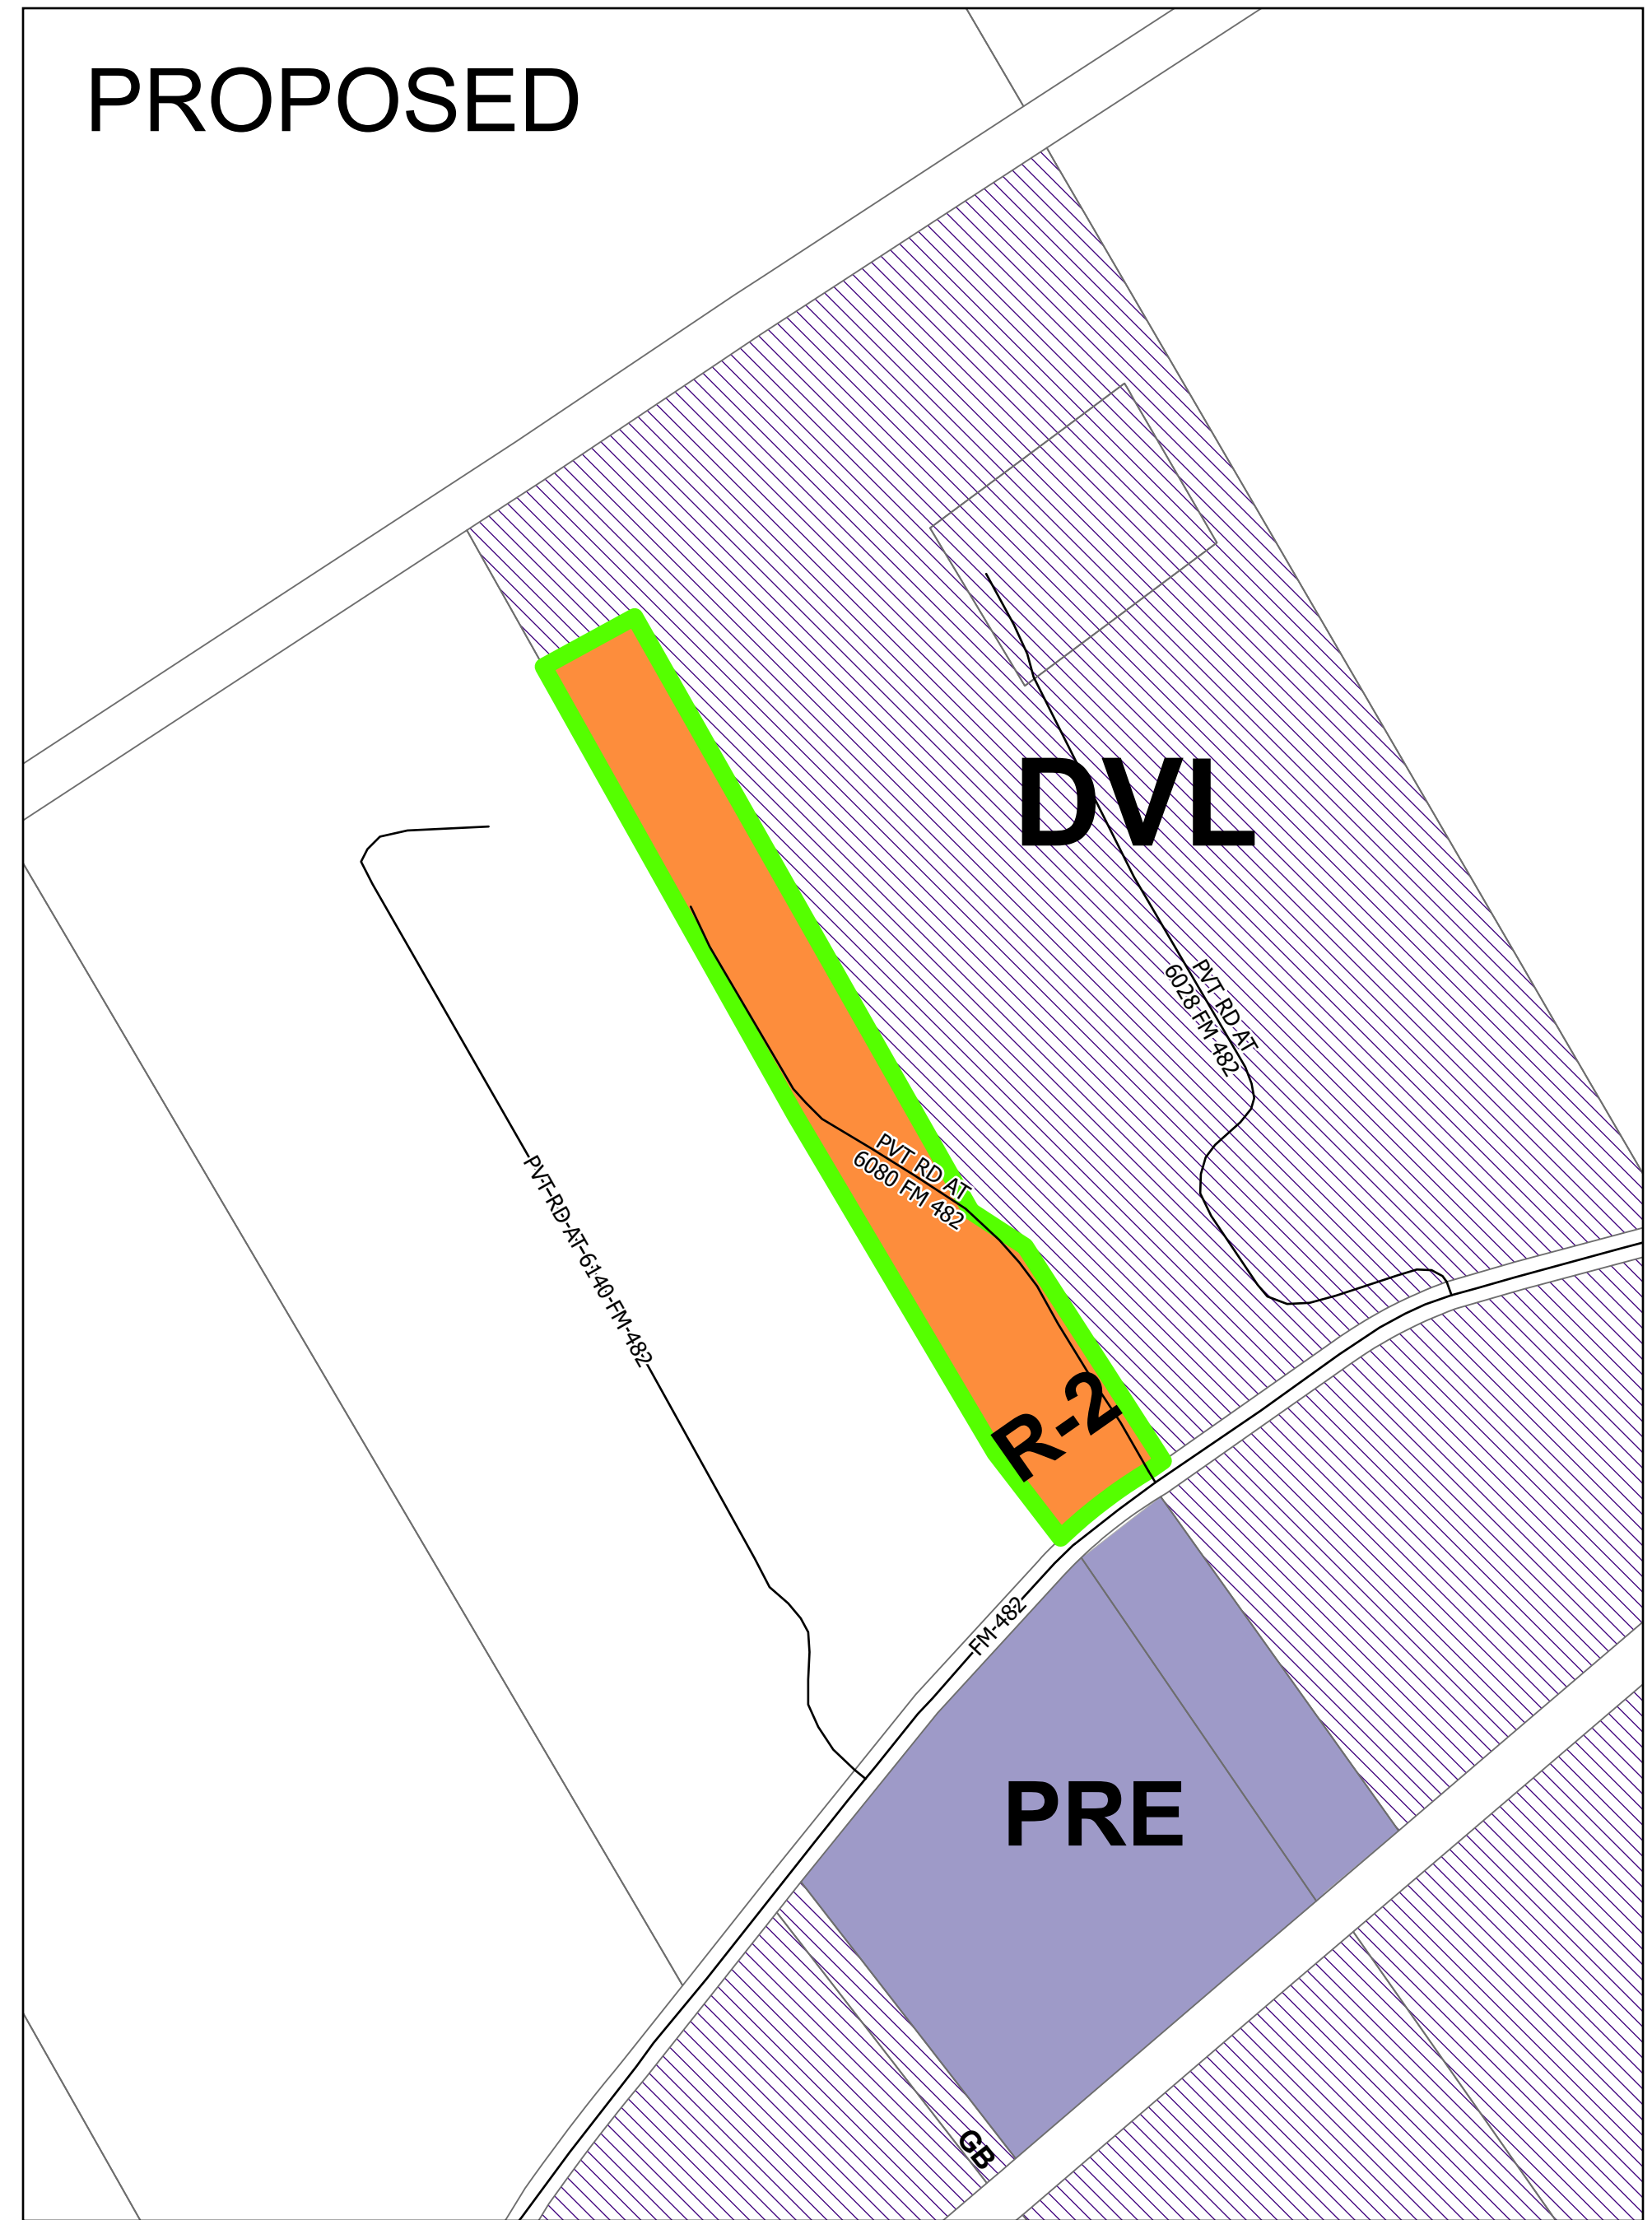 PROPOSED
DVL
PVT RD AT
6028 FM 482
PVT RD AT
6080 FM 482
PVT-RD-AT-6140-FM-482
R-2
FM-482
PRE
GB